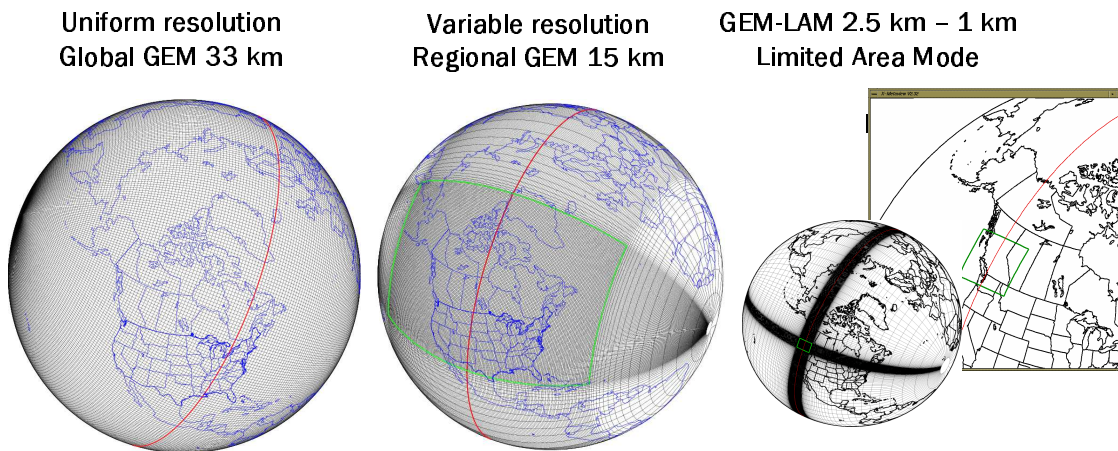 Uniform resolution
Global GEM 33 km
Variable resolution
Regional GEM 15 km
GEM-LAM 2.5 km – 1 km
Limited Area Mode